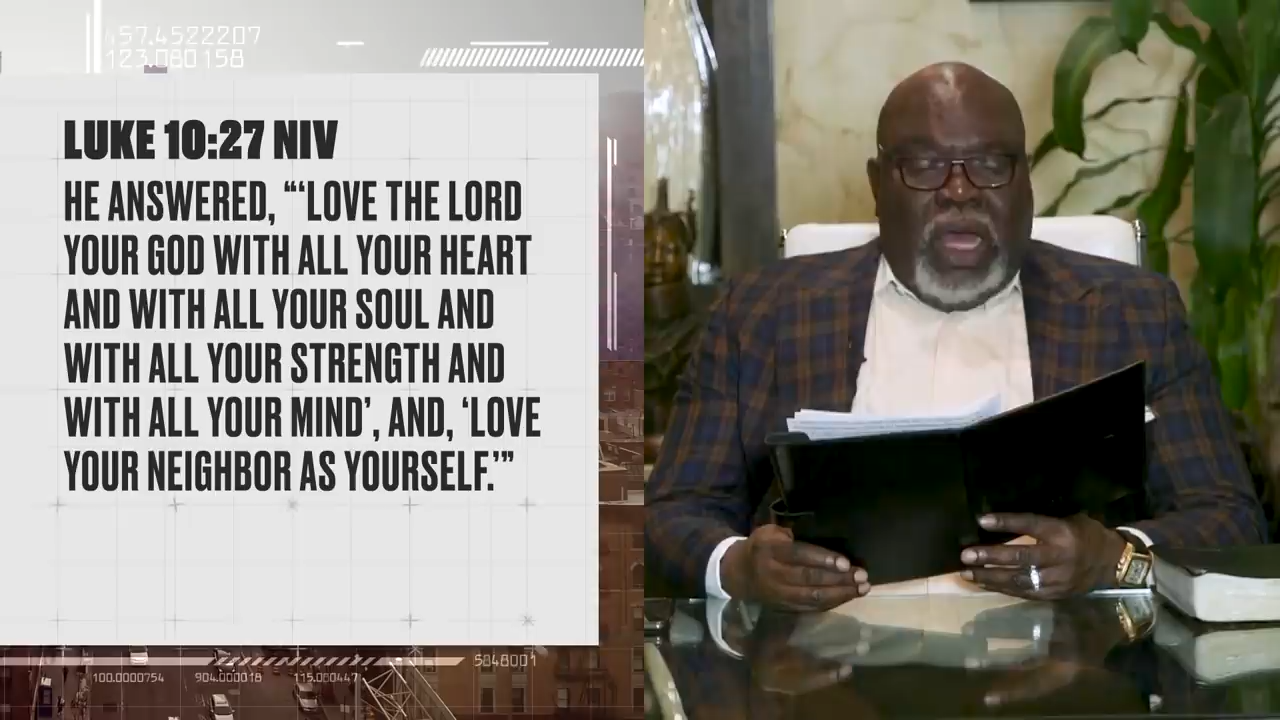 457.4522207
123.080158
LUKE 10:27 NIV
HE ANSWERED, “‘LOVE THE LORD
YOUR GOD WITH ALL YOUR HEART
AND WITH ALL YOUR SOUL AND
WITH ALL YOUR STRENGTH AND
WITH ALL YOUR MIND’, AND, ‘LOVE
YOUR NEIGHBOR AS YOURSELF.’”
5848001
100.0000754 904.000018